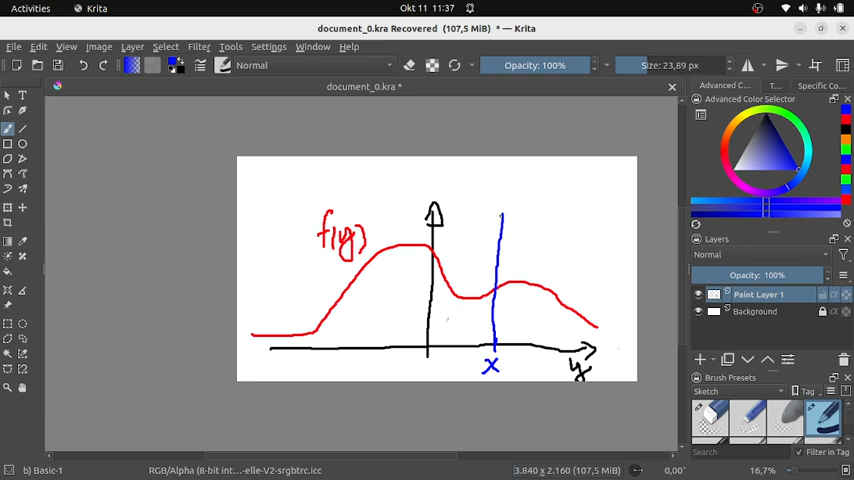 Activities
Krita
Okt 11 11:37
document_0.kra Recovered (107,5 MiB) * — Krita
File Edit View Image Layer Select Filter Tools Settings Window Help
Normal
Opacity: 100%
Size: 23,89 px
document_0.kra *
Advanced C...
T...
Specific Co...
Advanced Color Selector
f(y)
x
y
Layers
Normal
Opacity: 100%
Paint Layer 1
Background
Brush Presets
Sketch
Tag
Search
Filter in Tag
b) Basic-1
RGB/Alpha (8-bit int...-elle-V2-srgbtrc.icc
3.840 x 2.160 (107,5 MiB)
0,00°
16,7%